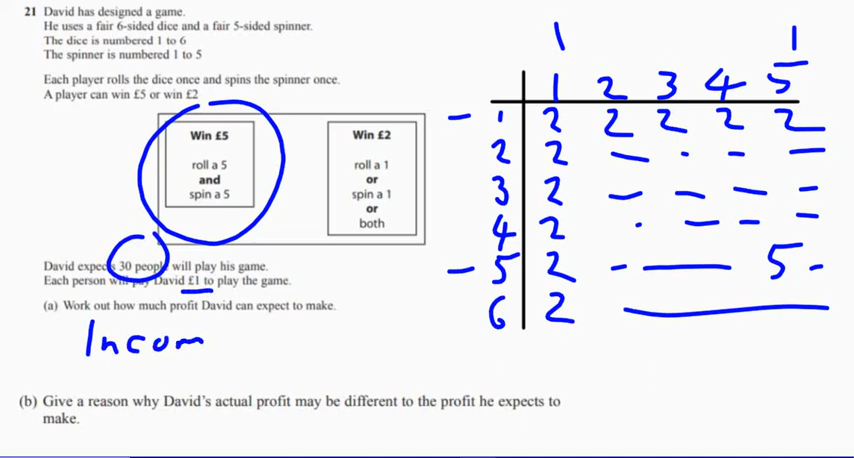 21 David has designed a game.
He uses a fair 6-sided dice and a fair 5-sided spinner.
The dice is numbered 1 to 6
The spinner is numbered 1 to 5
Each player rolls the dice once and spins the spinner once.
A player can win £5 or win £2
Win £5
roll a 5
and
spin a 5
Win £2
roll a 1
or
spin a 1
or
both
David expects 30 people will play his game.
Each person will pay David £1 to play the game.
(a) Work out how much profit David can expect to make.
Incom
(b) Give a reason why David's actual profit may be different to the profit he expects to
make.
1 1
1 2 3 4 5
- 1 2 2 2 2 2
2 2 - . - -
3 2 - - - -
4 2 . - - -
- 5 2 - — 5 -
6 2 —